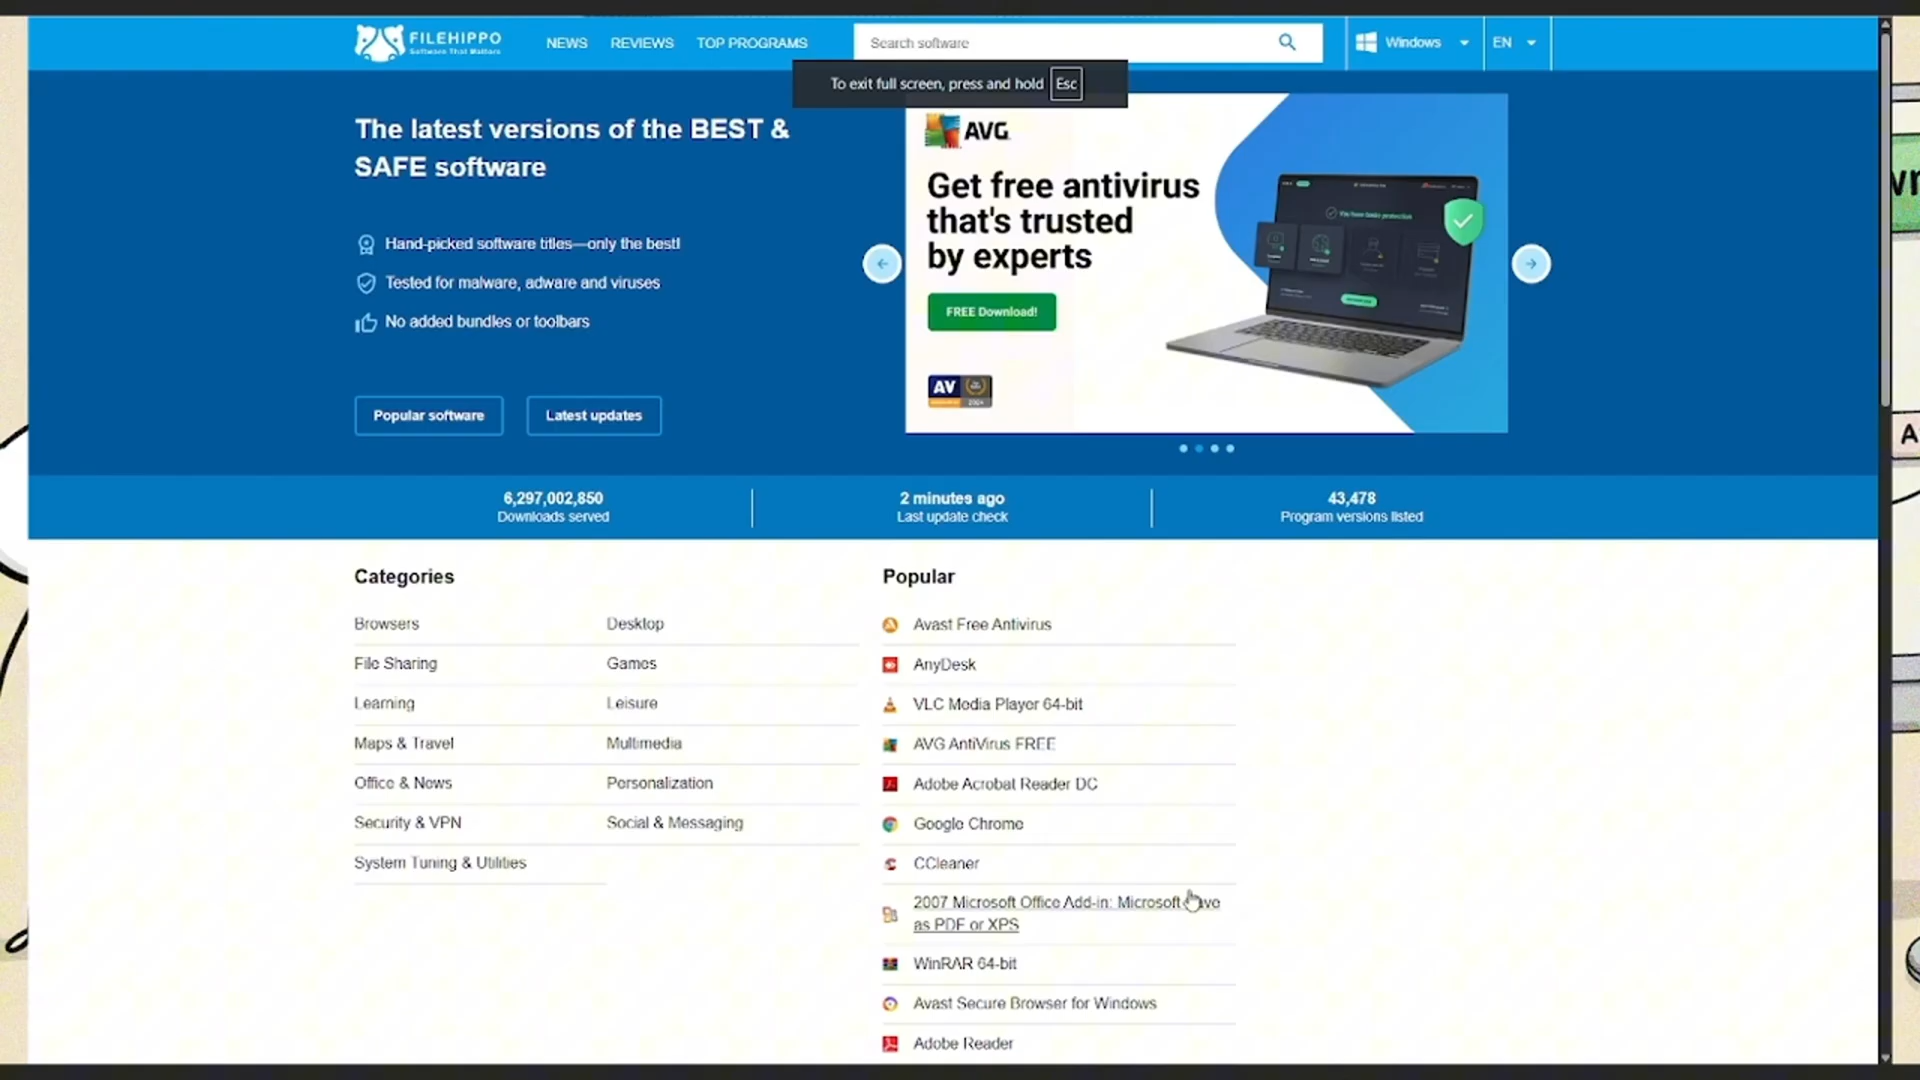 FILEHIPPO
Software That Matters
NEWS
REVIEWS
TOP PROGRAMS
Search software
Windows
EN
To exit full screen, press and hold Esc
The latest versions of the BEST &
SAFE software
Hand-picked software titles—only the best!
Tested for malware, adware and viruses
No added bundles or toolbars
Popular software
Latest updates
AVG
Get free antivirus
that's trusted
by experts
FREE Download!
AV
6,297,002,850
Downloads served
2 minutes ago
Last update check
43,478
Program versions listed
Categories
Browsers
Desktop
File Sharing
Games
Learning
Leisure
Maps & Travel
Multimedia
Office & News
Personalization
Security & VPN
Social & Messaging
System Tuning & Utilities
Popular
Avast Free Antivirus
AnyDesk
VLC Media Player 64-bit
AVG AntiVirus FREE
Adobe Acrobat Reader DC
Google Chrome
CCleaner
2007 Microsoft Office Add-in: Microsoft Save
as PDF or XPS
WinRAR 64-bit
Avast Secure Browser for Windows
Adobe Reader